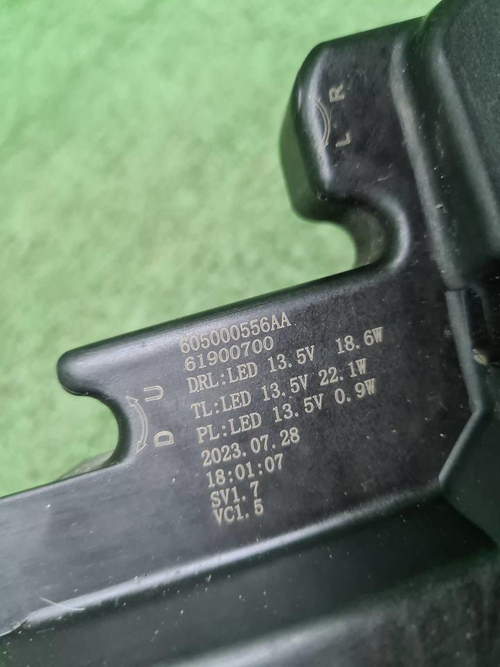 L R
605000556AA
61900700
DRL:LED 13.5V 18.6W
TL:LED 13.5V 22.1W
PL:LED 13.5V 0.9W
2023.07.28
18:01:07
SV1.7
VC1.5
D U